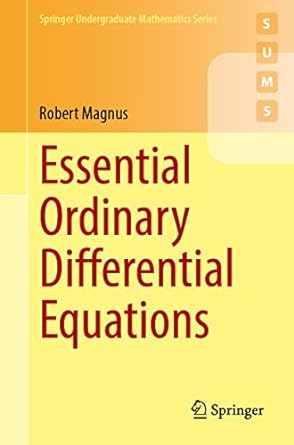 Springer Undergraduate Mathematics Series
S
U
M
S
Robert Magnus
Essential
Ordinary
Differential
Equations
Springer